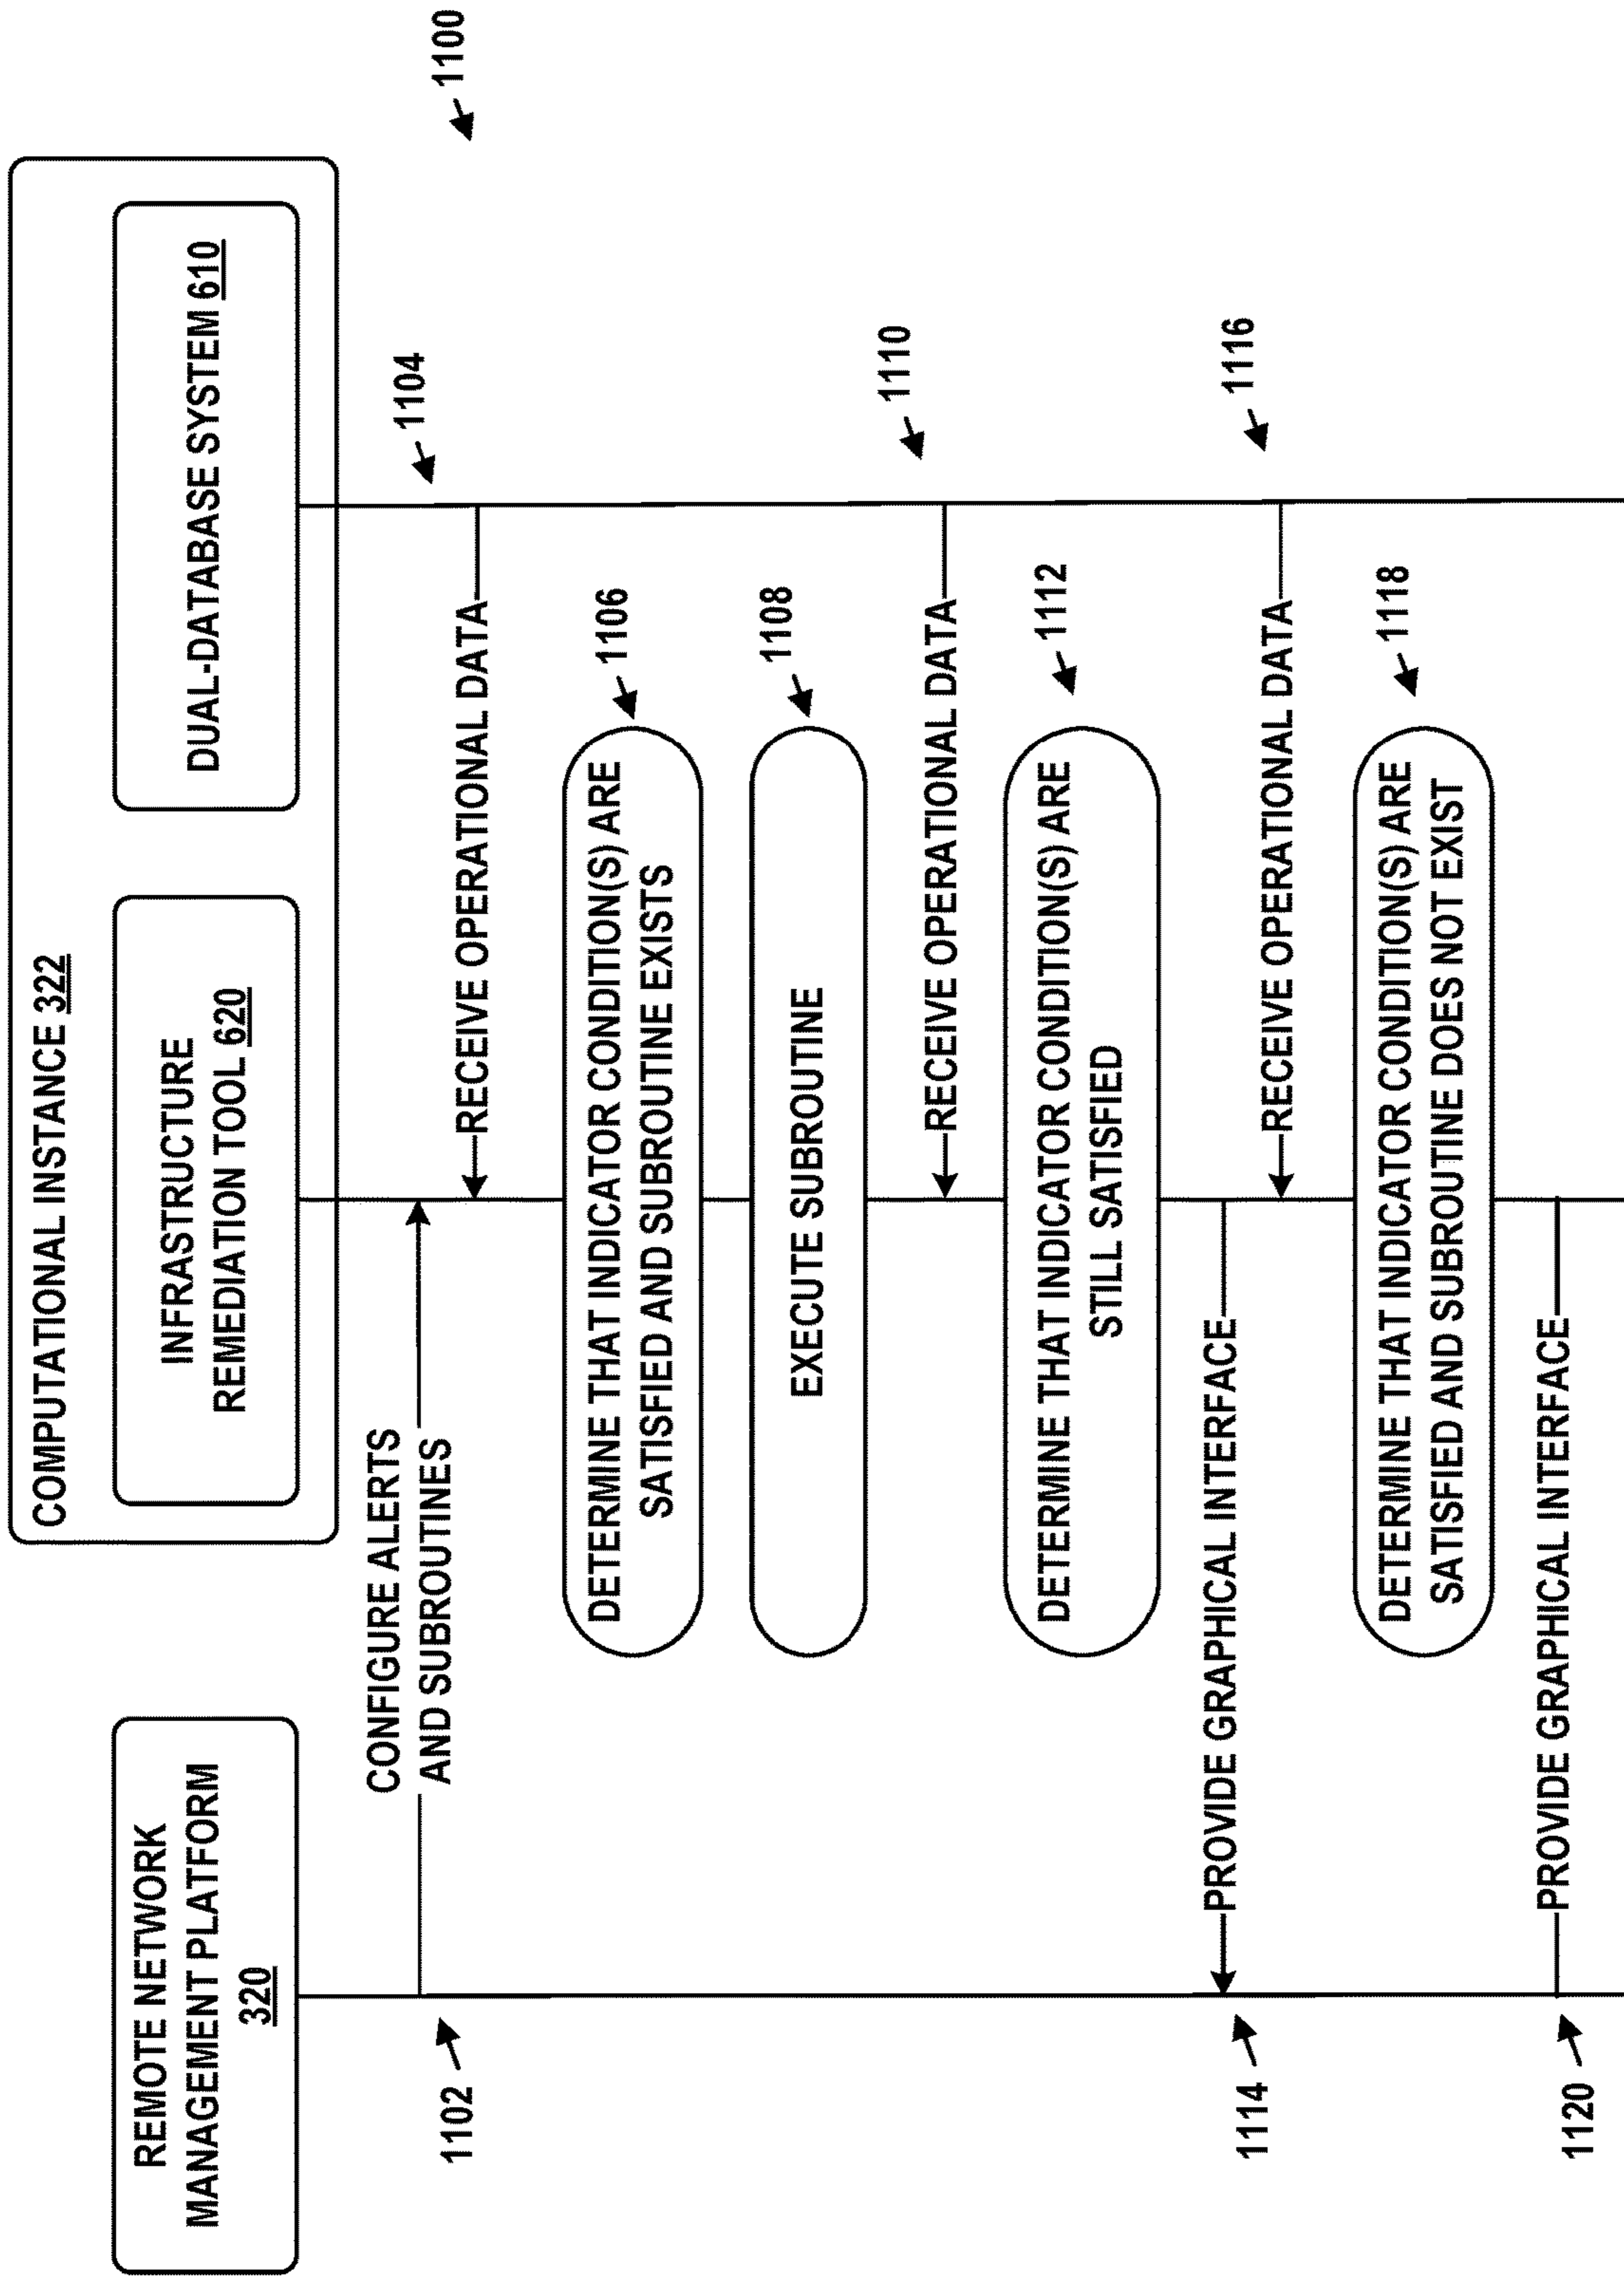 COMPUTATIONAL INSTANCE 322
REMOTE NETWORK
MANAGEMENT PLATFORM
320
INFRASTRUCTURE
REMEDIATION TOOL 620
DUAL-DATABASE SYSTEM 610
1100
CONFIGURE ALERTS
AND SUBROUTINES
1102
1104
RECEIVE OPERATIONAL DATA
DETERMINE THAT INDICATOR CONDITION(S) ARE
SATISFIED AND SUBROUTINE EXISTS
1106
EXECUTE SUBROUTINE
1108
RECEIVE OPERATIONAL DATA
1110
DETERMINE THAT INDICATOR CONDITION(S) ARE
STILL SATISFIED
1112
PROVIDE GRAPHICAL INTERFACE
1114
RECEIVE OPERATIONAL DATA
1116
DETERMINE THAT INDICATOR CONDITION(S) ARE
SATISFIED AND SUBROUTINE DOES NOT EXIST
1118
PROVIDE GRAPHICAL INTERFACE
1120